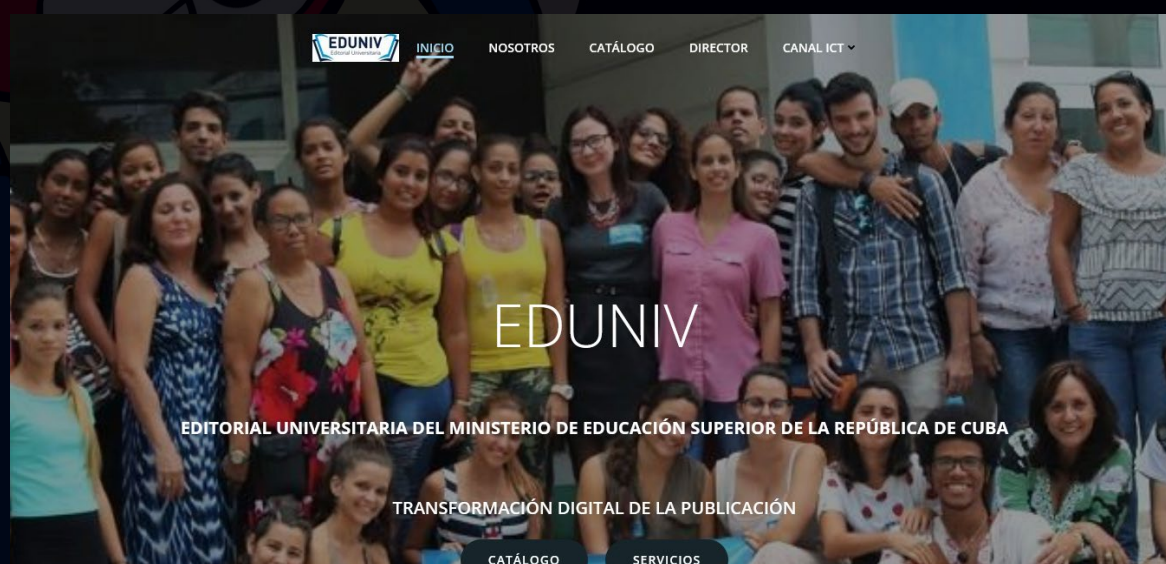 EDUNIV
Editorial Universitaria
INICIO
NOSOTROS
CATÁLOGO
DIRECTOR
CANAL ICT
EDUNIV
EDITORIAL UNIVERSITARIA DEL MINISTERIO DE EDUCACIÓN SUPERIOR DE LA REPÚBLICA DE CUBA
TRANSFORMACIÓN DIGITAL DE LA PUBLICACIÓN
CATÁLOGO
SERVICIOS